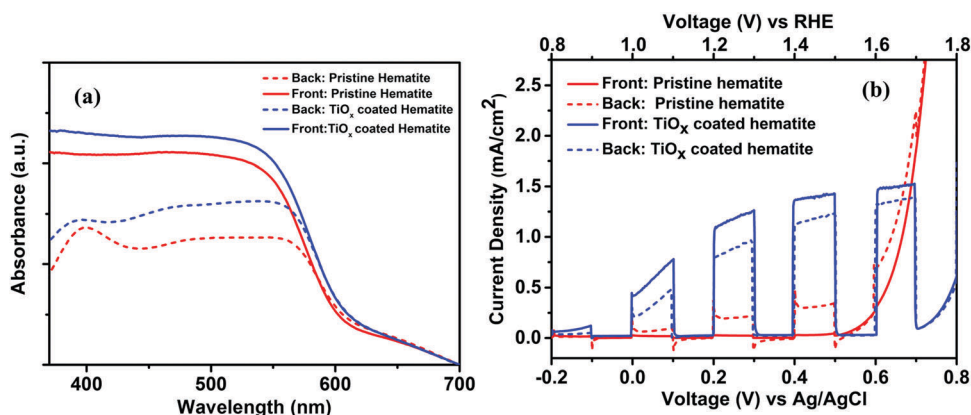 (a)
Back: Pristine Hematite
Front: Pristine Hematite
Back: TiOx coated Hematite
Front:TiOx coated Hematite
Absorbance (a.u.)
400 500 600 700
Wavelength (nm)
Voltage (V) vs RHE
0.8 1.0 1.2 1.4 1.6 1.8
(b)
Front: Pristine hematite
Back: Pristine hematite
Front: TiOx coated hematite
Back: TiOx coated hematite
Current Density (mA/cm2)
2.5
2.0
1.5
1.0
0.5
0.0
-0.2 0.0 0.2 0.4 0.6 0.8
Voltage (V) vs Ag/AgCl